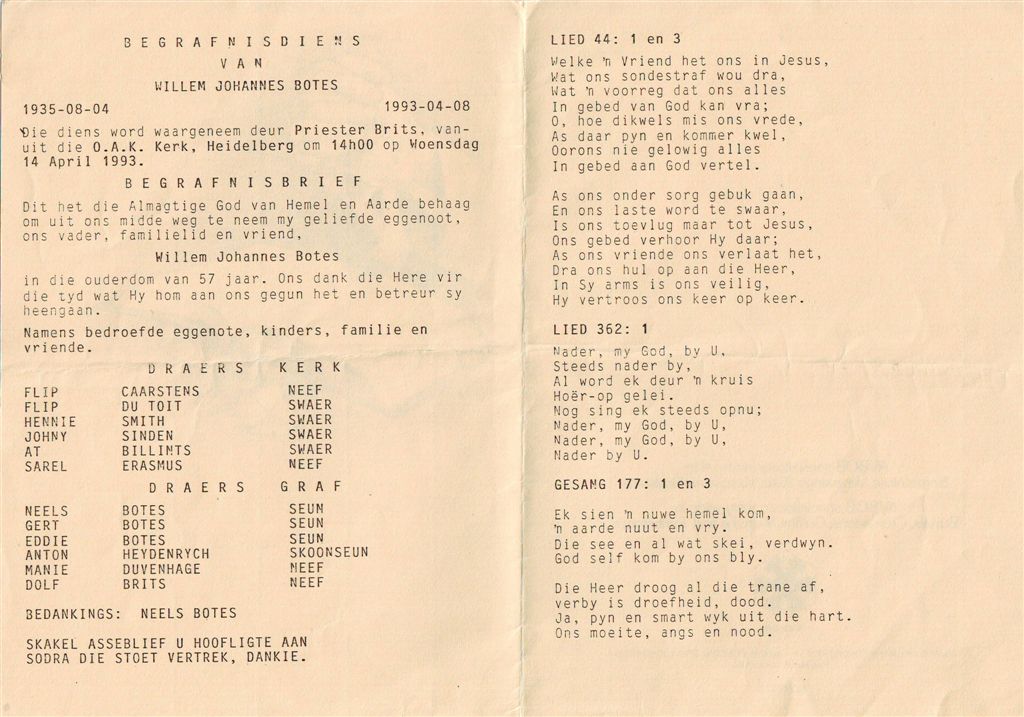 BEGRAFNISDIENS
VAN
WILLEM JOHANNES BOTES
1935-08-04 1993-04-08
Die diens word waargeneem deur Priester Brits, van-
uit die O.A.K. Kerk, Heidelberg om 14h00 op Woensdag
14 April 1993.
BEGRAFNISBRIEF
Dit het die Almagtige God van Hemel en Aarde behaag
om uit ons midde weg te neem my geliefde eggenoot,
ons vader, familielid en vriend,
Willem Johannes Botes
in die ouderdom van 57 jaar. Ons dank die Here vir
die tyd wat Hy hom aan ons gegun het en betreur sy
heengaan.
Namens bedroefde eggenote, kinders, familie en
vriende.
DRAERS KERK
FLIP CAARSTENS NEEF
FLIP DU TOIT SWAER
HENNIE SMITH SWAER
JOHNY SINDEN SWAER
AT BILLINTS SWAER
SAREL ERASMUS NEEF
DRAERS GRAF
NEELS BOTES SEUN
GERT BOTES SEUN
EDDIE BOTES SEUN
ANTON HEYDENRYCH SKOONSEUN
MANIE DUVENHAGE NEEF
DOLF BRITS NEEF
BEDANKINGS: NEELS BOTES
SKAKEL ASSEBLIEF U HOOFLIGTE AAN
SODRA DIE STOET VERTREK, DANKIE.
LIED 44: 1 en 3
Welke 'n Vriend het ons in Jesus,
Wat ons sondestraf wou dra,
Wat 'n voorreg dat ons alles
In gebed van God kan vra;
O, hoe dikwels mis ons vrede,
As daar pyn en kommer kwel,
Oorons nie gelowig alles
In gebed aan God vertel.
As ons onder sorg gebuk gaan,
En ons laste word te swaar,
Is ons toevlug maar tot Jesus,
Ons gebed verhoor Hy daar;
As ons vriende ons verlaat het,
Dra ons hul op aan die Heer,
In Sy arms is ons veilig,
Hy vertroos ons keer op keer.
LIED 362: 1
Nader, my God, by U,
Steeds nader by,
Al word ek deur 'n kruis
Hoër-op gelei.
Nog sing ek steeds opnu;
Nader, my God, by U,
Nader, my God, by U,
Nader by U.
GESANG 177: 1 en 3
Ek sien 'n nuwe hemel kom,
'n aarde nuut en vry.
Die see en al wat skei, verdwyn.
God self kom by ons bly.
Die Heer droog al die trane af,
verby is droefheid, dood.
Ja, pyn en smart wyk uit die hart.
Ons moeite, angs en nood.